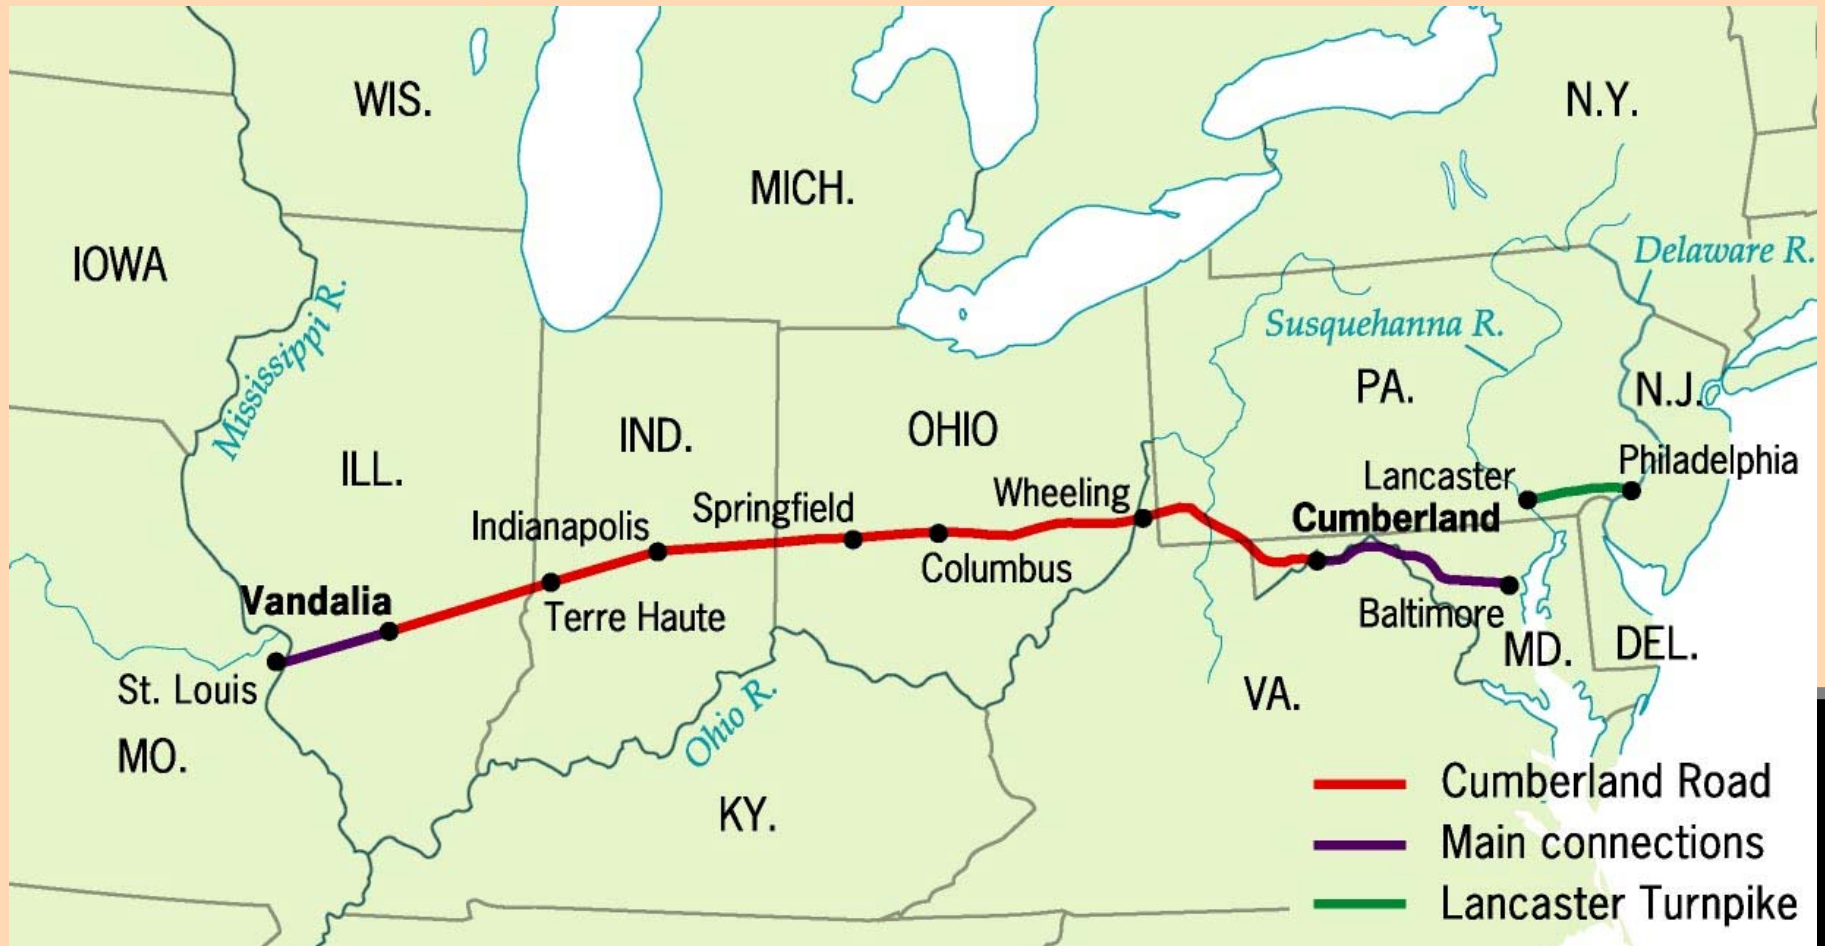 WIS.
N.Y.
MICH.
IOWA
Delaware R.
Mississippi R.
Susquehanna R.
PA.
N.J.
IND.
OHIO
ILL.
Philadelphia
Lancaster
Wheeling
Springfield
Cumberland
Indianapolis
Columbus
Vandalia
Terre Haute
Baltimore
MD.
DEL.
St. Louis
VA.
Ohio R.
MO.
KY.
Cumberland Road
Main connections
Lancaster Turnpike